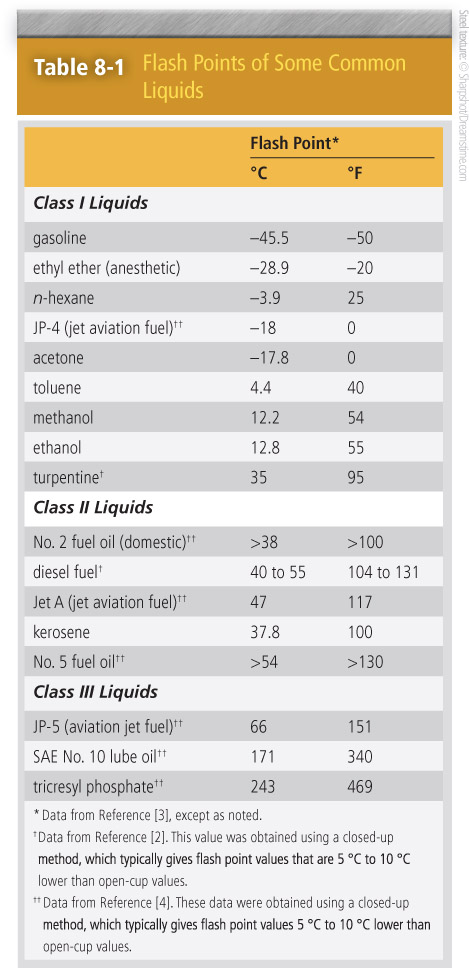 Table 8-1 Flash Points of Some Common
Liquids
Steel texture: © Sharpshot/Dreamstime.com
Flash Point*
°C °F
Class I Liquids
gasoline –45.5 –50
ethyl ether (anesthetic) –28.9 –20
n-hexane –3.9 25
JP-4 (jet aviation fuel)†† –18 0
acetone –17.8 0
toluene 4.4 40
methanol 12.2 54
ethanol 12.8 55
turpentine† 35 95
Class II Liquids
No. 2 fuel oil (domestic)†† >38 >100
diesel fuel† 40 to 55 104 to 131
Jet A (jet aviation fuel)†† 47 117
kerosene 37.8 100
No. 5 fuel oil†† >54 >130
Class III Liquids
JP-5 (aviation jet fuel)†† 66 151
SAE No. 10 lube oil†† 171 340
tricresyl phosphate†† 243 469
* Data from Reference [3], except as noted.
† Data from Reference [2]. This value was obtained using a closed-up
method, which typically gives flash point values that are 5 °C to 10 °C
lower than open-cup values.
†† Data from Reference [4]. These data were obtained using a closed-up
method, which typically gives flash point values 5 °C to 10 °C lower than
open-cup values.